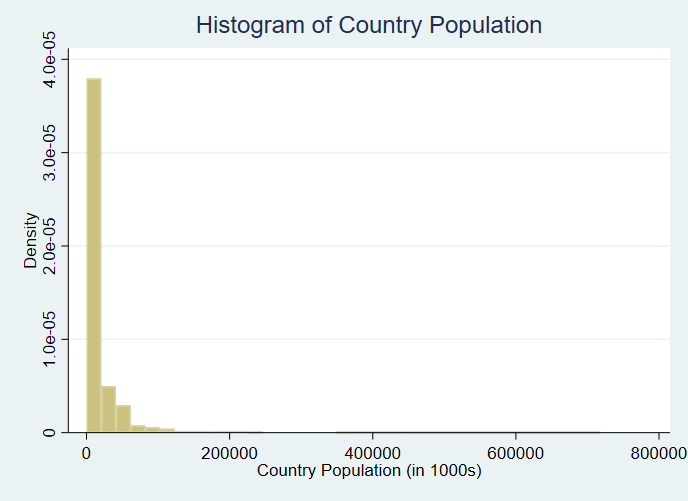 Histogram of Country Population
4.0e-05
3.0e-05
2.0e-05
1.0e-05
0
Density
0 200000 400000 600000 800000
Country Population (in 1000s)